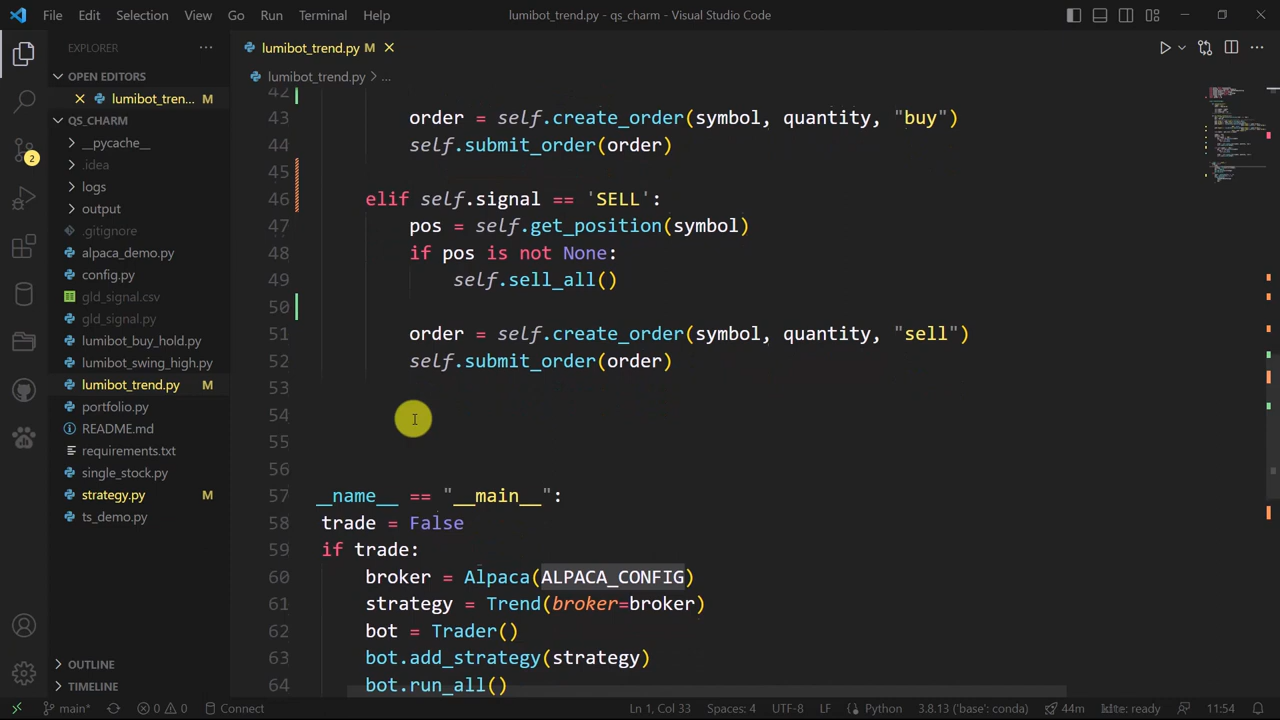 File Edit Selection View Go Run Terminal Help
lumibot_trend.py - qs_charm - Visual Studio Code
EXPLORER
OPEN EDITORS
lumibot_tren... M
QS_CHARM
__pycache__
.idea
logs
output
.gitignore
alpaca_demo.py
config.py
gld_signal.csv
gld_signal.py
lumibot_buy_hold.py
lumibot_swing_high.py
lumibot_trend.py M
portfolio.py
README.md
requirements.txt
single_stock.py
strategy.py M
ts_demo.py
OUTLINE
TIMELINE
2
lumibot_trend.py M
lumibot_trend.py > ...
42
43 order = self.create_order(symbol, quantity, "buy")
44 self.submit_order(order)
45
46 elif self.signal == 'SELL':
47 pos = self.get_position(symbol)
48 if pos is not None:
49 self.sell_all()
50
51 order = self.create_order(symbol, quantity, "sell")
52 self.submit_order(order)
53
54
55
56
57 __name__ == "__main__":
58 trade = False
59 if trade:
60 broker = Alpaca(ALPACA_CONFIG)
61 strategy = Trend(broker=broker)
62 bot = Trader()
63 bot.add_strategy(strategy)
64 bot.run_all()
main* 0 0 Connect
Ln 1, Col 33 Spaces: 4 UTF-8 LF Python 3.8.13 ('base': conda) 44m ready 11:54